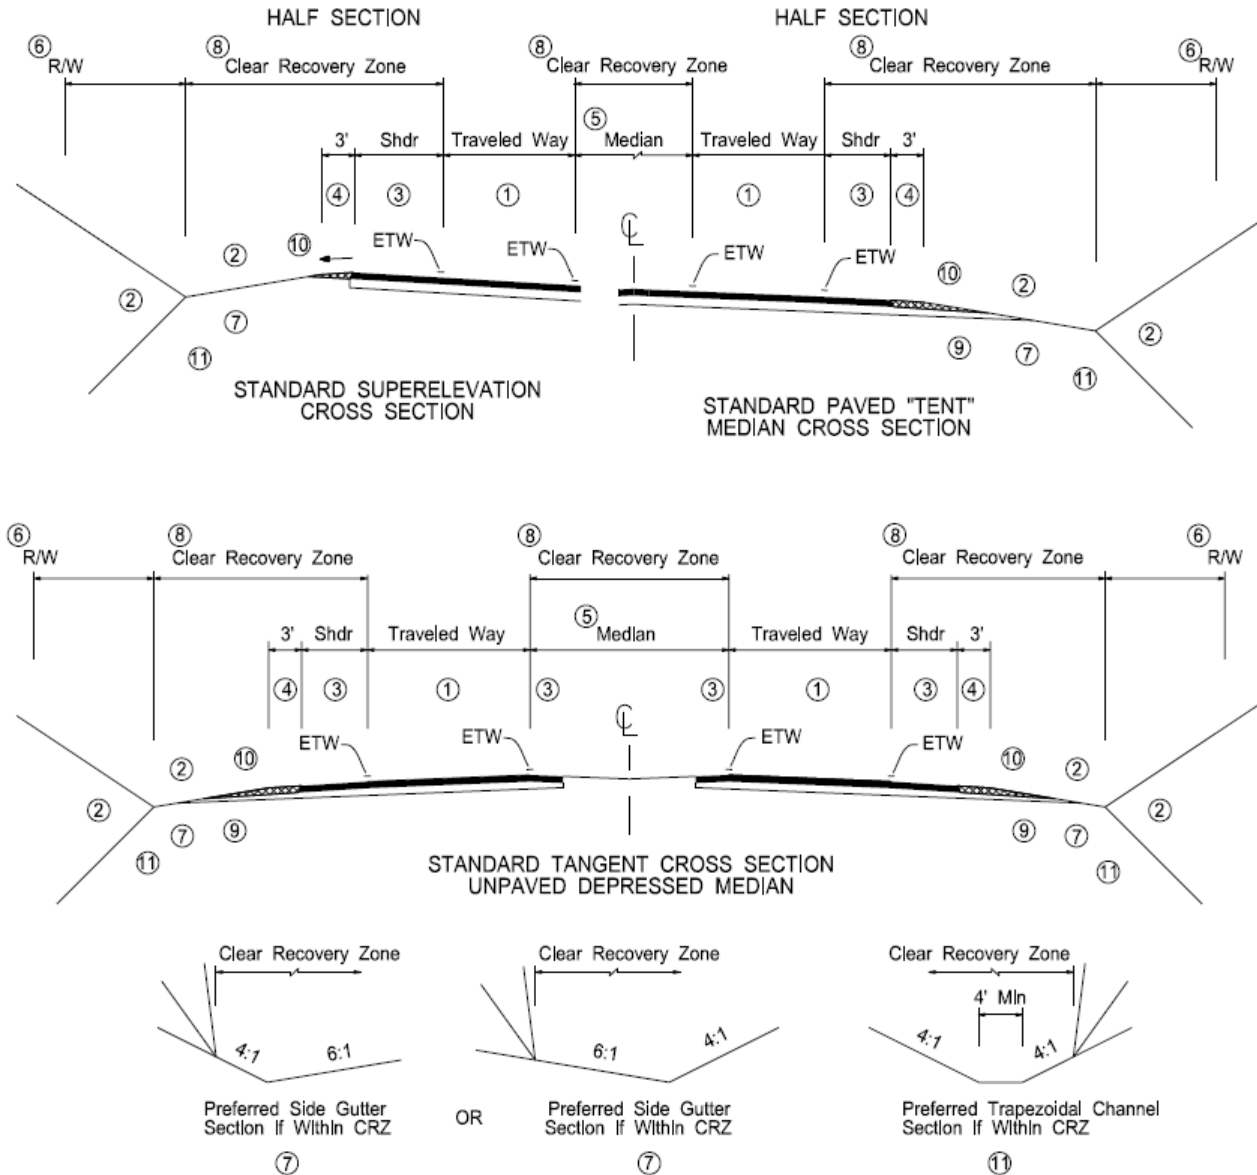 HALF SECTION HALF SECTION
⑥ ⑧ ⑧ ⑧ ⑥
R/W Clear Recovery Zone Clear Recovery Zone Clear Recovery Zone R/W
⑤
3' Shdr Traveled Way Median Traveled Way Shdr 3'
④ ③ ① ① ③ ④
℄
② ⑩ ETW ETW ETW ETW ⑩ ②
② ⑦ ⑨ ⑦ ②
⑪ ⑪
STANDARD SUPERELEVATION
CROSS SECTION
STANDARD PAVED "TENT"
MEDIAN CROSS SECTION
⑥ ⑧ ⑧ ⑧ ⑥
R/W Clear Recovery Zone Clear Recovery Zone Clear Recovery Zone R/W
⑤
3' Shdr Traveled Way Median Traveled Way Shdr 3'
④ ③ ① ③ ③ ① ③ ④
℄
② ⑩ ETW ETW ETW ETW ⑩ ②
② ⑦ ⑨ ⑨ ⑦ ②
⑪ ⑪
STANDARD TANGENT CROSS SECTION
UNPAVED DEPRESSED MEDIAN
Clear Recovery Zone Clear Recovery Zone Clear Recovery Zone
4' Min
4:1 6:1 6:1 4:1 4:1 4:1
Preferred Side Gutter
Section If Within CRZ
⑦
OR
Preferred Side Gutter
Section If Within CRZ
⑦
Preferred Trapezoidal Channel
Section If Within CRZ
⑪